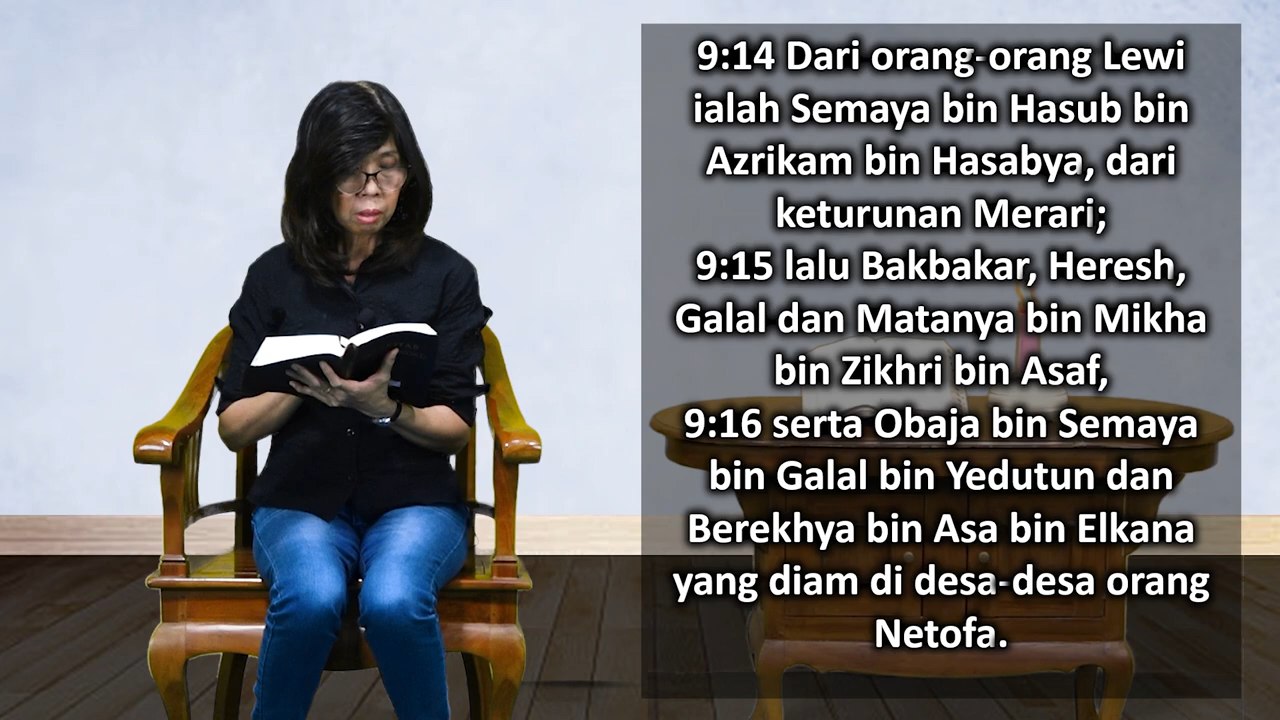 9:14 Dari orang-orang Lewi
ialah Semaya bin Hasub bin
Azrikam bin Hasabya, dari
keturunan Merari;
9:15 lalu Bakbakar, Heresh,
Galal dan Matanya bin Mikha
bin Zikhri bin Asaf,
9:16 serta Obaja bin Semaya
bin Galal bin Yedutun dan
Berekhya bin Asa bin Elkana
yang diam di desa-desa orang
Netofa.